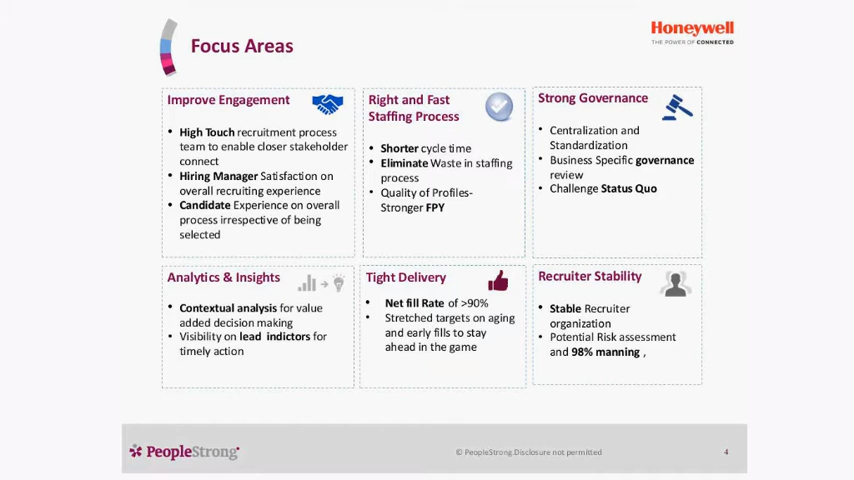 Focus Areas
Honeywell
THE POWER OF CONNECTED
Improve Engagement
• High Touch recruitment process
team to enable closer stakeholder
connect
• Hiring Manager Satisfaction on
overall recruiting experience
• Candidate Experience on overall
process irrespective of being
selected
Right and Fast
Staffing Process
• Shorter cycle time
• Eliminate Waste in staffing
process
• Quality of Profiles-
Stronger FPY
Strong Governance
• Centralization and
Standardization
• Business Specific governance
review
• Challenge Status Quo
Analytics & Insights
• Contextual analysis for value
added decision making
• Visibility on lead indictors for
timely action
Tight Delivery
• Net fill Rate of >90%
• Stretched targets on aging
and early fills to stay
ahead in the game
Recruiter Stability
• Stable Recruiter
organization
• Potential Risk assessment
and 98% manning ,
PeopleStrong
© PeopleStrong.Disclosure not permitted
4